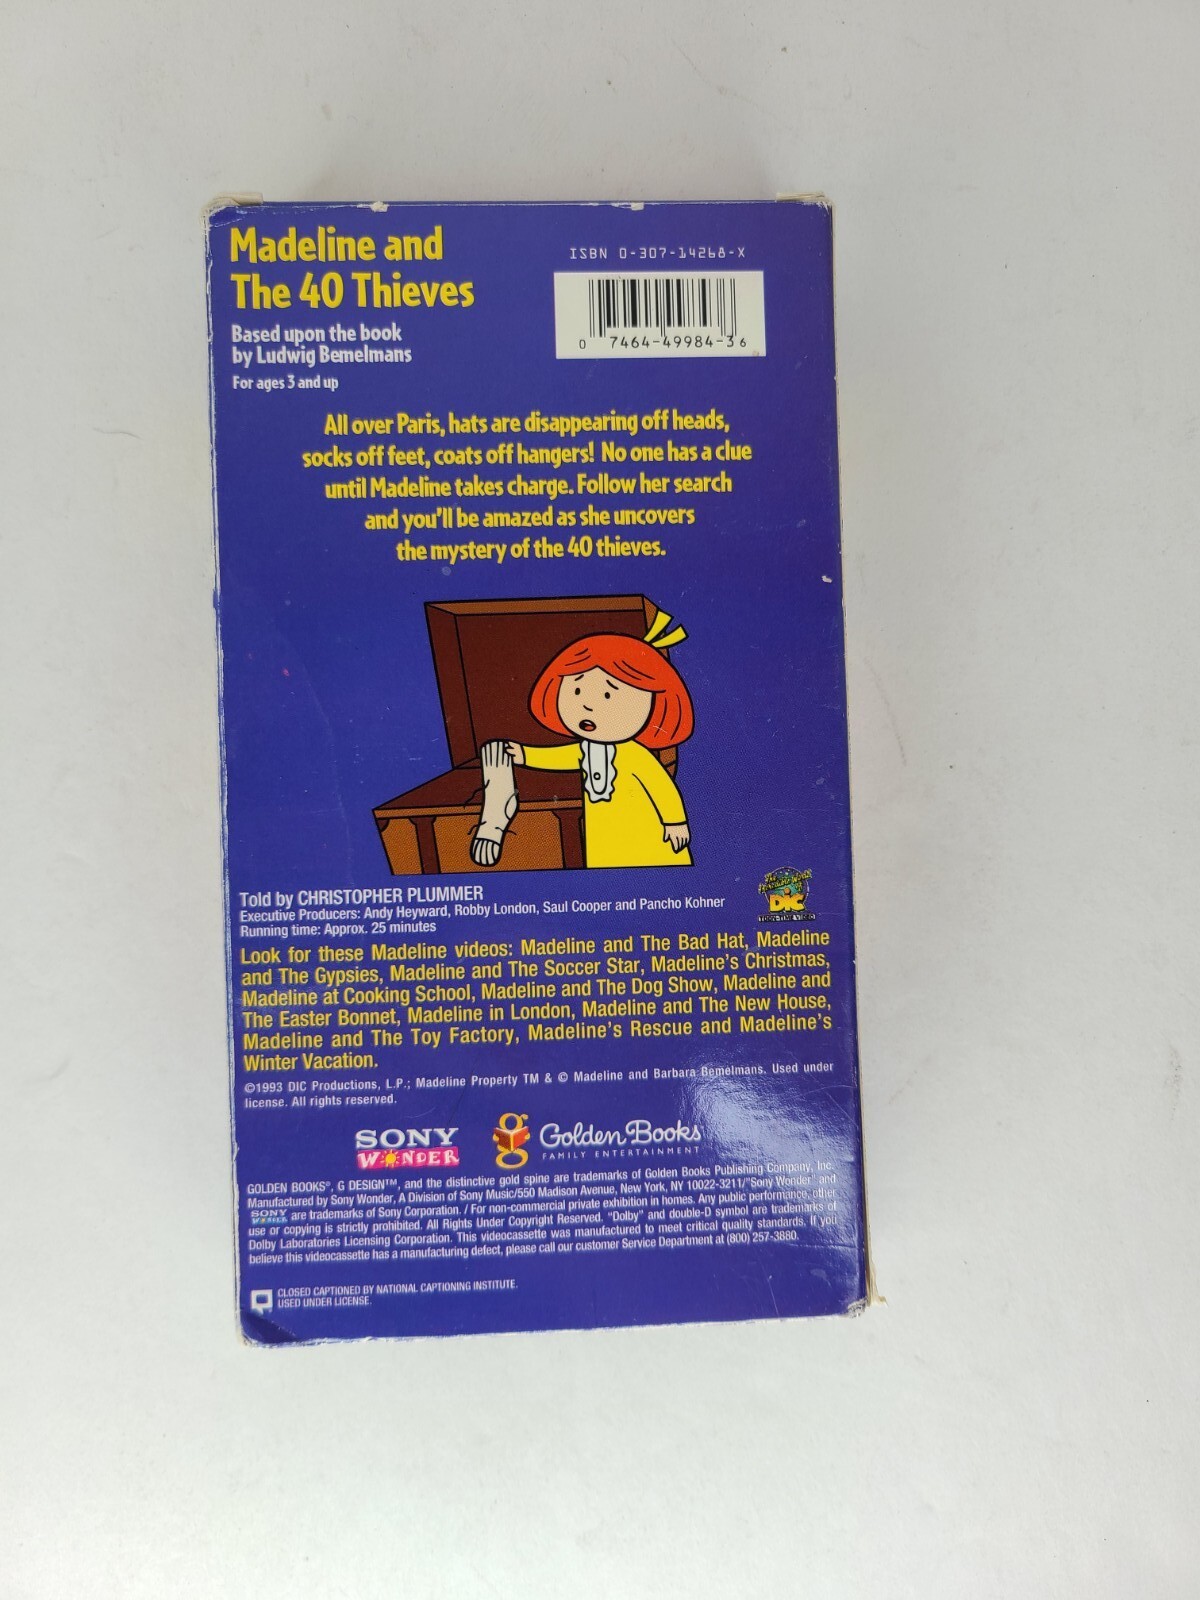 Madeline and
The 40 Thieves
Based upon the book
by Ludwig Bemelmans
For ages 3 and up
ISBN 0-307-14268-X
0 7464-49984-3 6
All over Paris, hats are disappearing off heads,
socks off feet, coats off hangers! No one has a clue
until Madeline takes charge. Follow her search
and you'll be amazed as she uncovers
the mystery of the 40 thieves.
Told by CHRISTOPHER PLUMMER
Executive Producers: Andy Heyward, Robby London, Saul Cooper and Pancho Kohner
Running time: Approx. 25 minutes
The
Incredible World
of
DiC
TOON-TIME VIDEO
Look for these Madeline videos: Madeline and The Bad Hat, Madeline
and The Gypsies, Madeline and The Soccer Star, Madeline's Christmas,
Madeline at Cooking School, Madeline and The Dog Show, Madeline and
The Easter Bonnet, Madeline in London, Madeline and The New House,
Madeline and The Toy Factory, Madeline's Rescue and Madeline's
Winter Vacation.
©1993 DIC Productions, L.P.; Madeline Property TM & © Madeline and Barbara Bemelmans. Used under
license. All rights reserved.
SONY
WONDER
g
Golden Books
FAMILY ENTERTAINMENT
GOLDEN BOOKS®, G DESIGN™, and the distinctive gold spine are trademarks of Golden Books Publishing Company, Inc.
Manufactured by Sony Wonder, A Division of Sony Music/550 Madison Avenue, New York, NY 10022-3211/"Sony Wonder" and
SONY WONDER are trademarks of Sony Corporation. / For non-commercial private exhibition in homes. Any public performance, other
use or copying is strictly prohibited. All Rights Under Copyright Reserved. "Dolby" and double-D symbol are trademarks of
Dolby Laboratories Licensing Corporation. This videocassette was manufactured to meet critical quality standards. If you
believe this videocassette has a manufacturing defect, please call our customer Service Department at (800) 257-3880.
CLOSED CAPTIONED BY NATIONAL CAPTIONING INSTITUTE.
USED UNDER LICENSE.